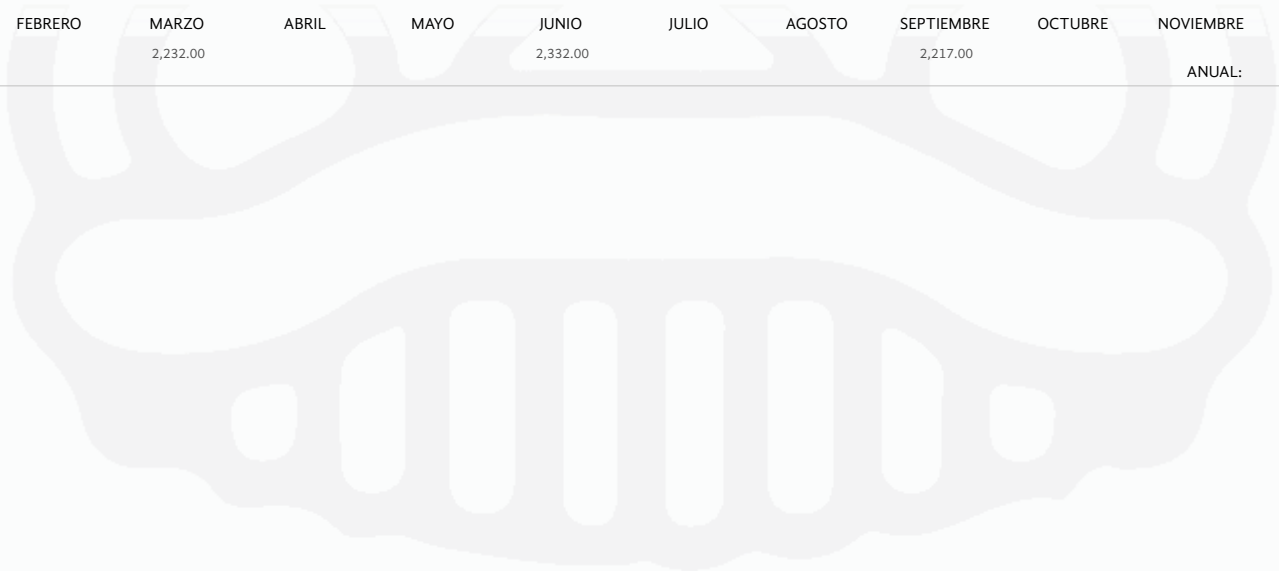 FEBRERO MARZO ABRIL MAYO JUNIO JULIO AGOSTO SEPTIEMBRE OCTUBRE NOVIEMBRE
2,232.00 2,332.00 2,217.00
ANUAL: